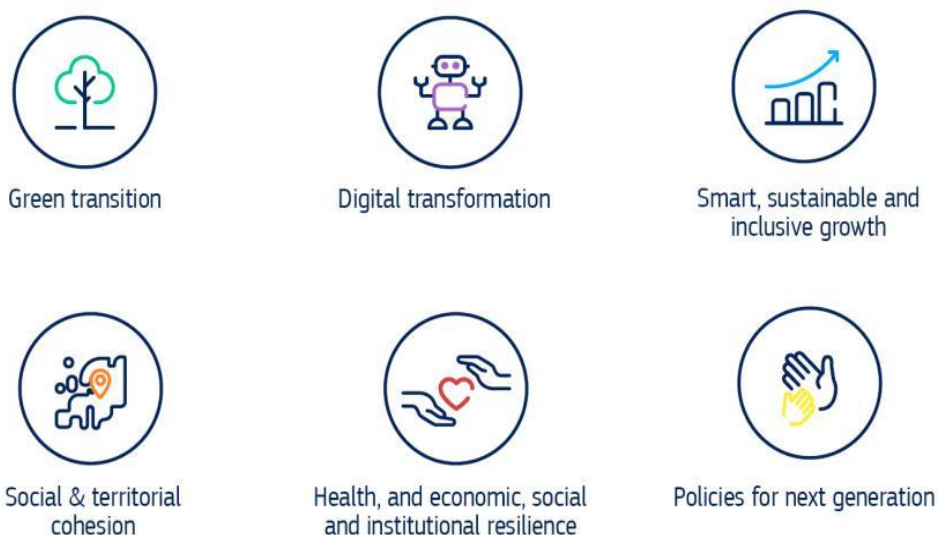 Green transition
Digital transformation
Smart, sustainable and
inclusive growth
Social & territorial
cohesion
Health, and economic, social
and institutional resilience
Policies for next generation